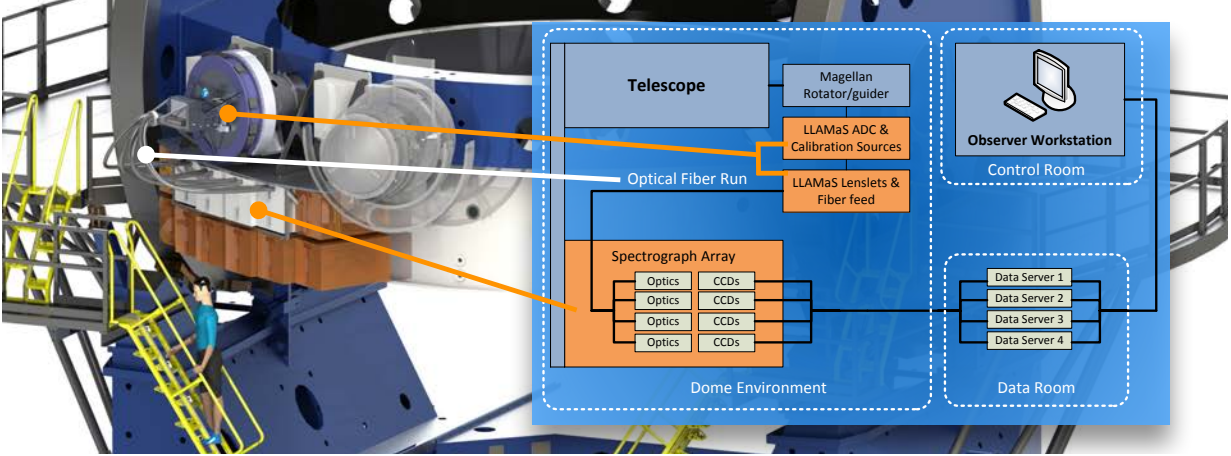 Telescope
Magellan
Rotator/guider
LLAMaS ADC &
Calibration Sources
LLAMaS Lenslets &
Fiber feed
Optical Fiber Run
Spectrograph Array
Optics CCDs
Optics CCDs
Optics CCDs
Optics CCDs
Dome Environment
Observer Workstation
Control Room
Data Server 1
Data Server 2
Data Server 3
Data Server 4
Data Room